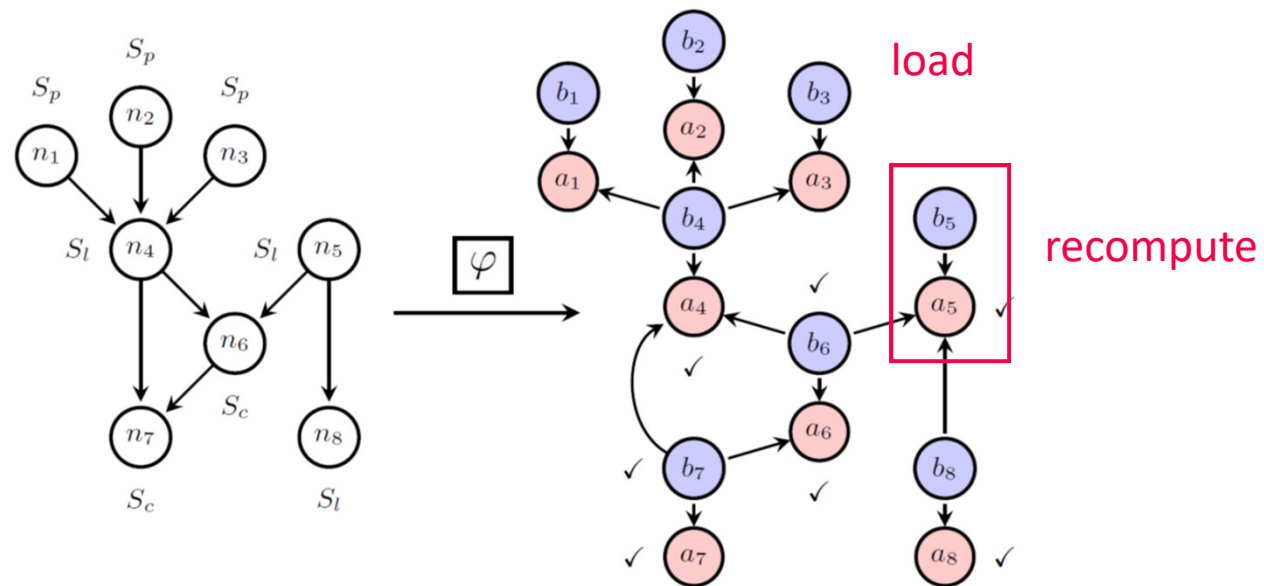 S_p
S_p
S_p
n_1
n_2
n_3
S_l
n_4
S_l
n_5
n_6
S_c
n_7
n_8
S_c
S_l
φ
b_2
load
b_1
b_3
a_2
a_1
a_3
b_4
b_5
recompute
✓
a_4
b_6
a_5
✓
✓
a_6
✓
b_7
✓
b_8
✓
a_7
a_8
✓